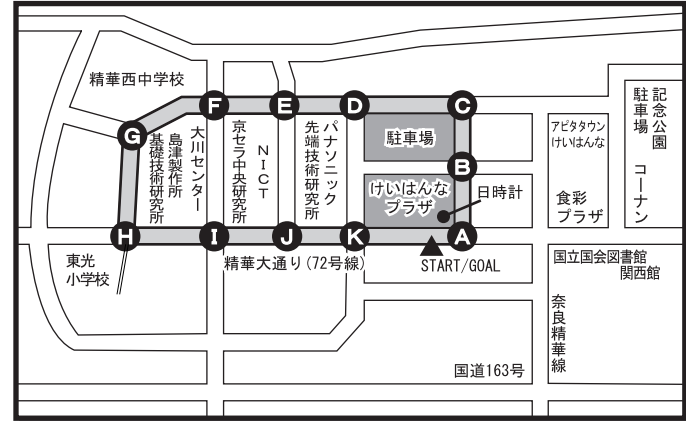 精華西中学校
F
E
D
C
G
島津製作所
基礎技術研究所
大川センター
京セラ中央研究所
NICT
パナソニック
先端技術研究所
駐車場
B
けいはんな
プラザ
日時計
アピタタウン
けいはんな
食彩
プラザ
記念公園
駐車場
コーナン
H
I
J
K
A
東光
小学校
精華大通り(72号線)
START/GOAL
国立国会図書館
関西館
奈良精華線
国道163号